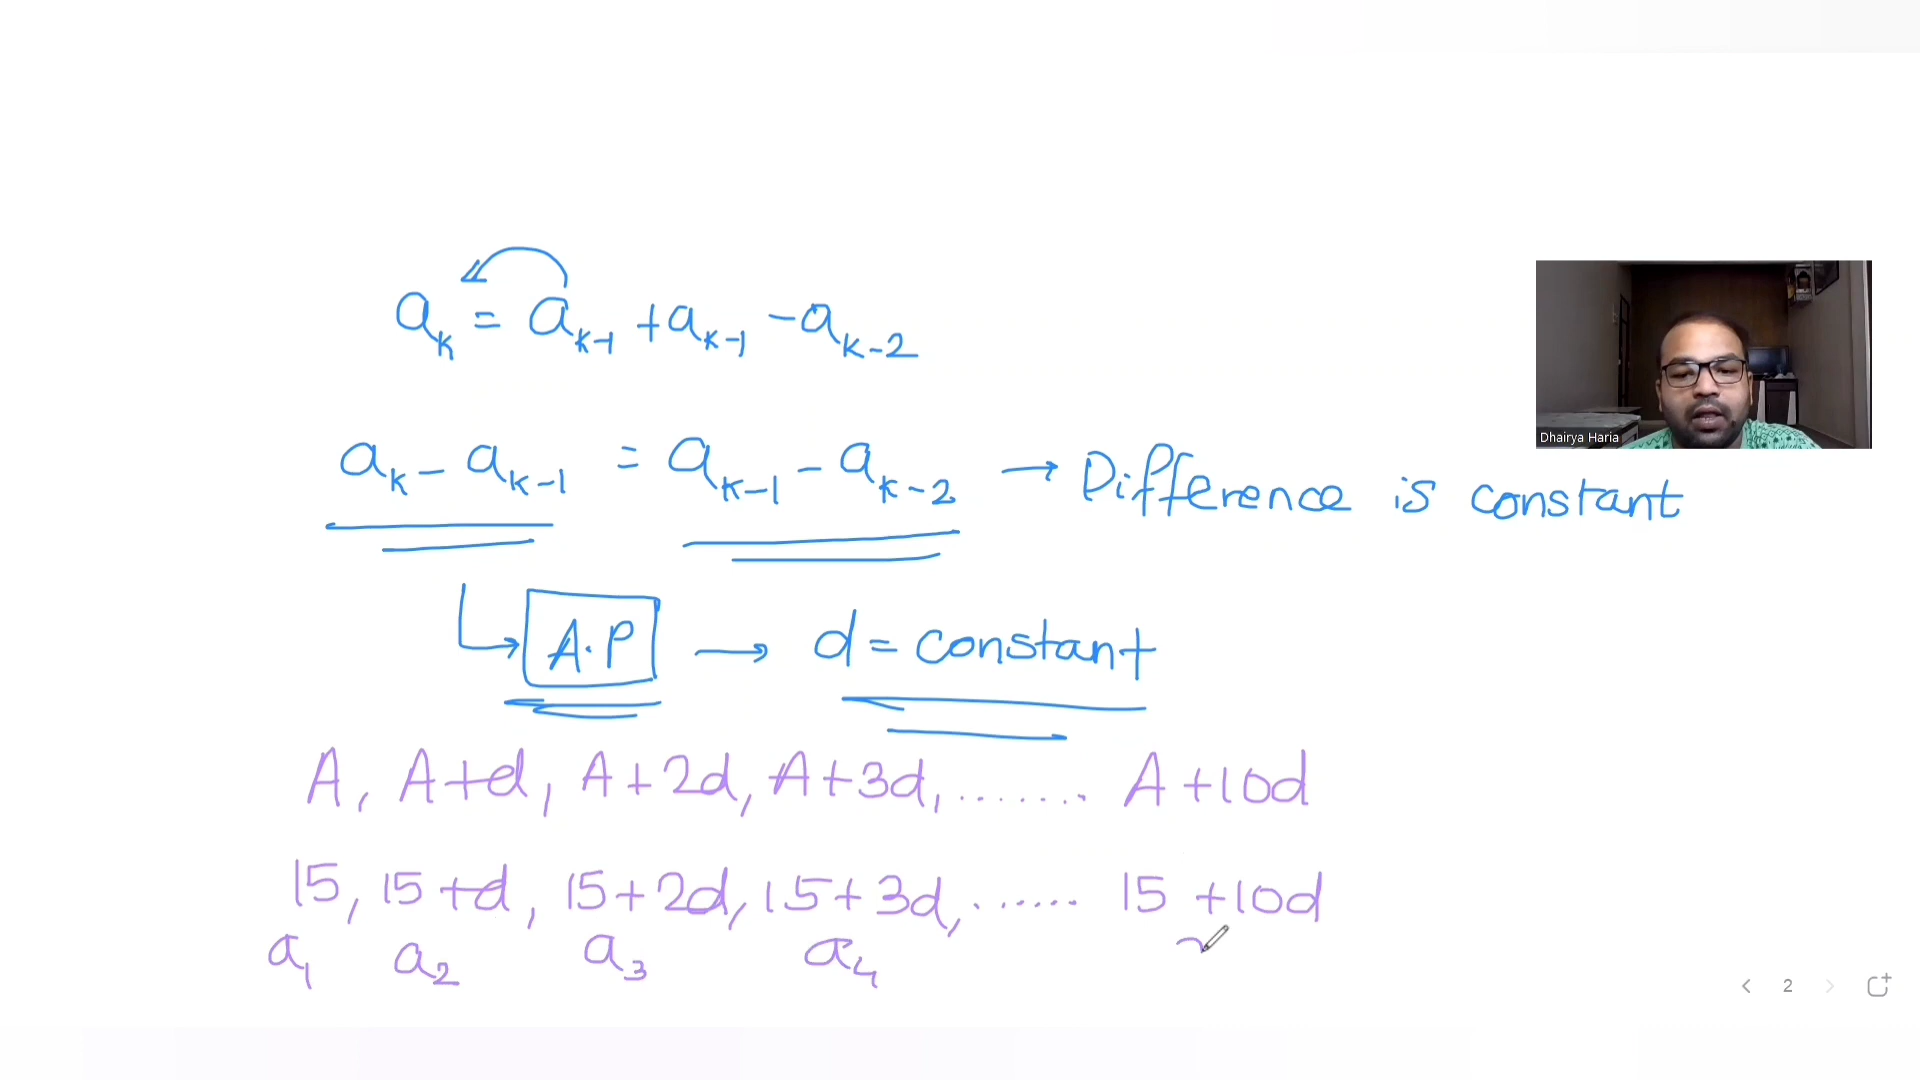 a_k = a_{k-1} + a_{k-1} - a_{k-2}
a_k - a_{k-1} = a_{k-1} - a_{k-2} → Difference is constant
A.P → d = constant
A, A+d, A+2d, A+3d, ....... A+10d
15, 15+d, 15+2d, 15+3d, ...... 15+10d
a_1 a_2 a_3 a_4
Dhairya Haria
2